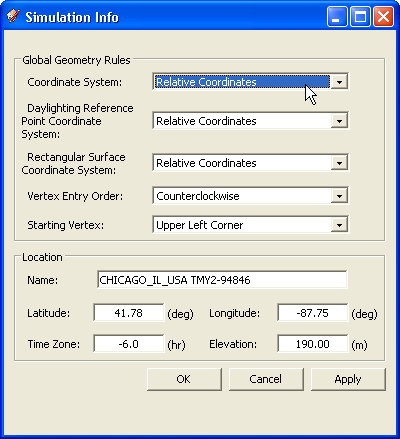 Simulation Info
Global Geometry Rules
Coordinate System: Relative Coordinates
Daylighting Reference
Point Coordinate
System:
Relative Coordinates
Rectangular Surface
Coordinate System:
Relative Coordinates
Vertex Entry Order: Counterclockwise
Starting Vertex: Upper Left Corner
Location
Name: CHICAGO_IL_USA TMY2-94846
Latitude: 41.78 (deg) Longitude: -87.75 (deg)
Time Zone: -6.0 (hr) Elevation: 190.00 (m)
OK Cancel Apply